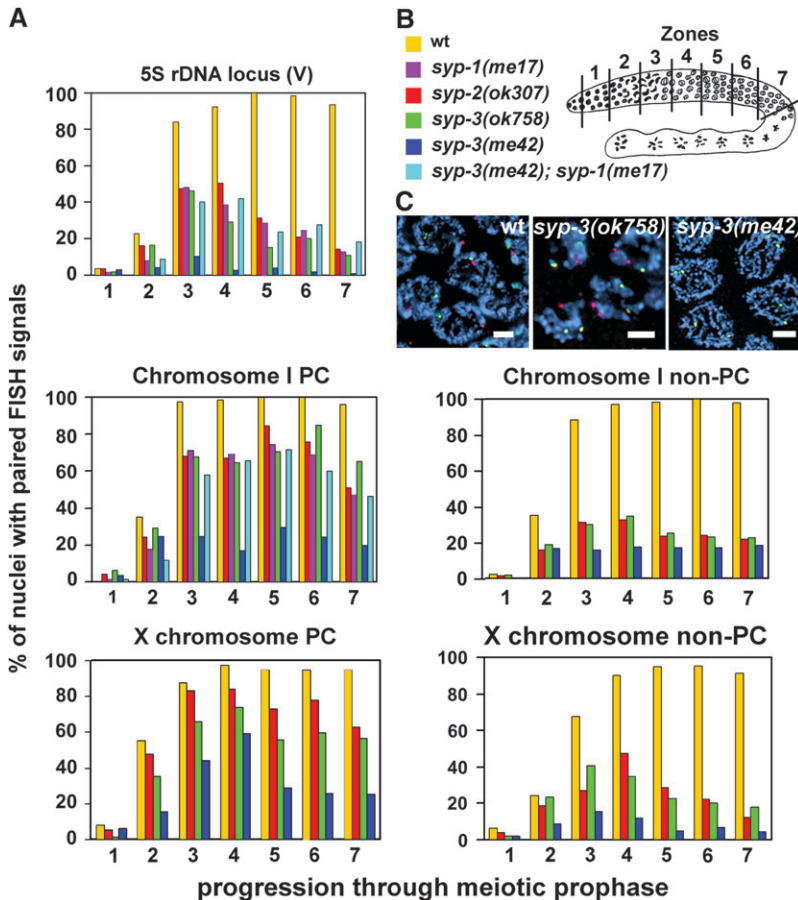 A
B
wt
syp-1(me17)
syp-2(ok307)
syp-3(ok758)
syp-3(me42)
syp-3(me42); syp-1(me17)
Zones
1 2 3 4 5 6 7
C
wt syp-3(ok758) syp-3(me42)
% of nuclei with paired FISH signals
5S rDNA locus (V)
100
80
60
40
20
0
1 2 3 4 5 6 7
Chromosome I PC
100
80
60
40
20
0
1 2 3 4 5 6 7
Chromosome I non-PC
100
80
60
40
20
0
1 2 3 4 5 6 7
X chromosome PC
100
80
60
40
20
0
1 2 3 4 5 6 7
X chromosome non-PC
100
80
60
40
20
0
1 2 3 4 5 6 7
progression through meiotic prophase